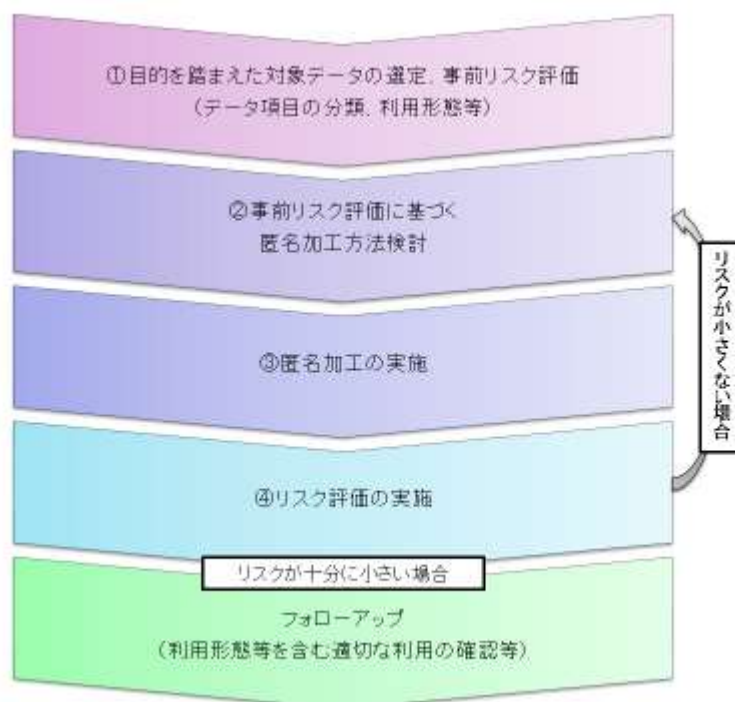 ①目的を踏まえた対象データの選定、事前リスク評価
（データ項目の分類、利用形態等）
②事前リスク評価に基づく
匿名加工方法検討
③匿名加工の実施
④リスク評価の実施
リスクが小さくない場合
リスクが十分に小さい場合
フォローアップ
（利用形態等を含む適切な利用の確認等）